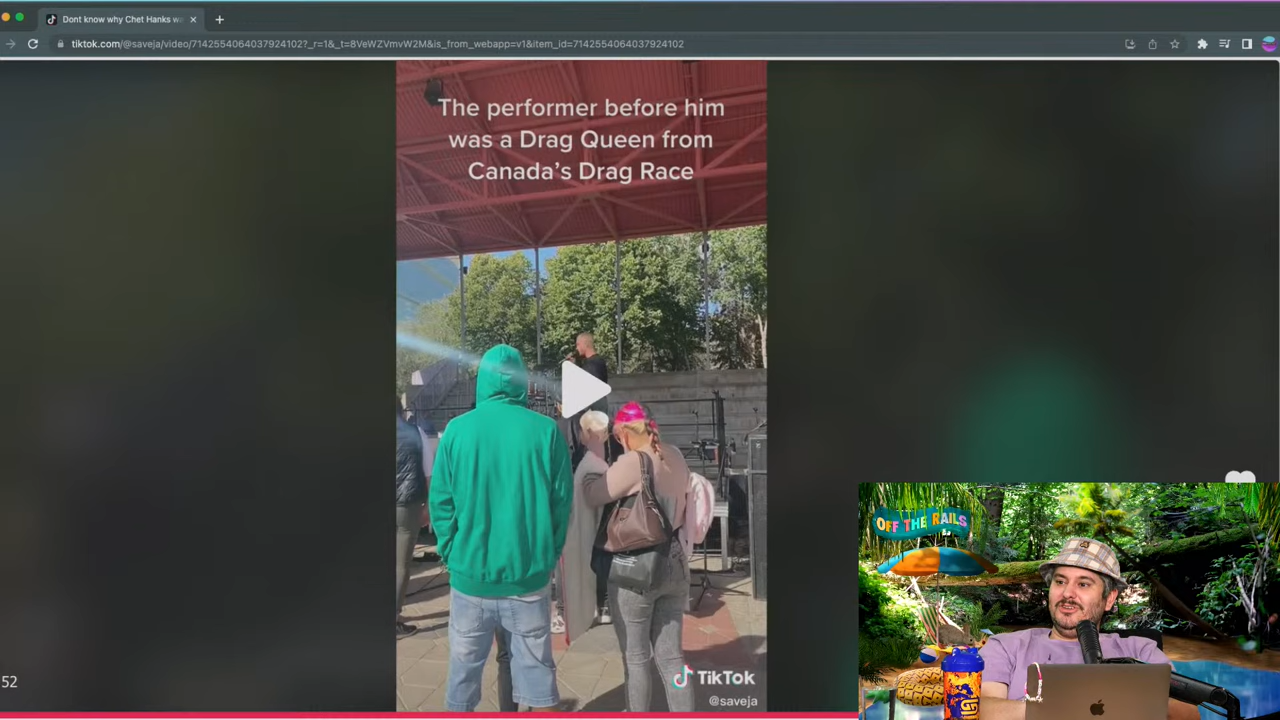 Dont know why Chet Hanks wa
tiktok.com/@saveja/video/7142554064037924102?_r=1&_t=8VeWZVmvW2M&is_from_webapp=v1&item_id=7142554064037924102
The performer before him
was a Drag Queen from
Canada's Drag Race
52
OFF THE RAILS
TikTok
@saveja